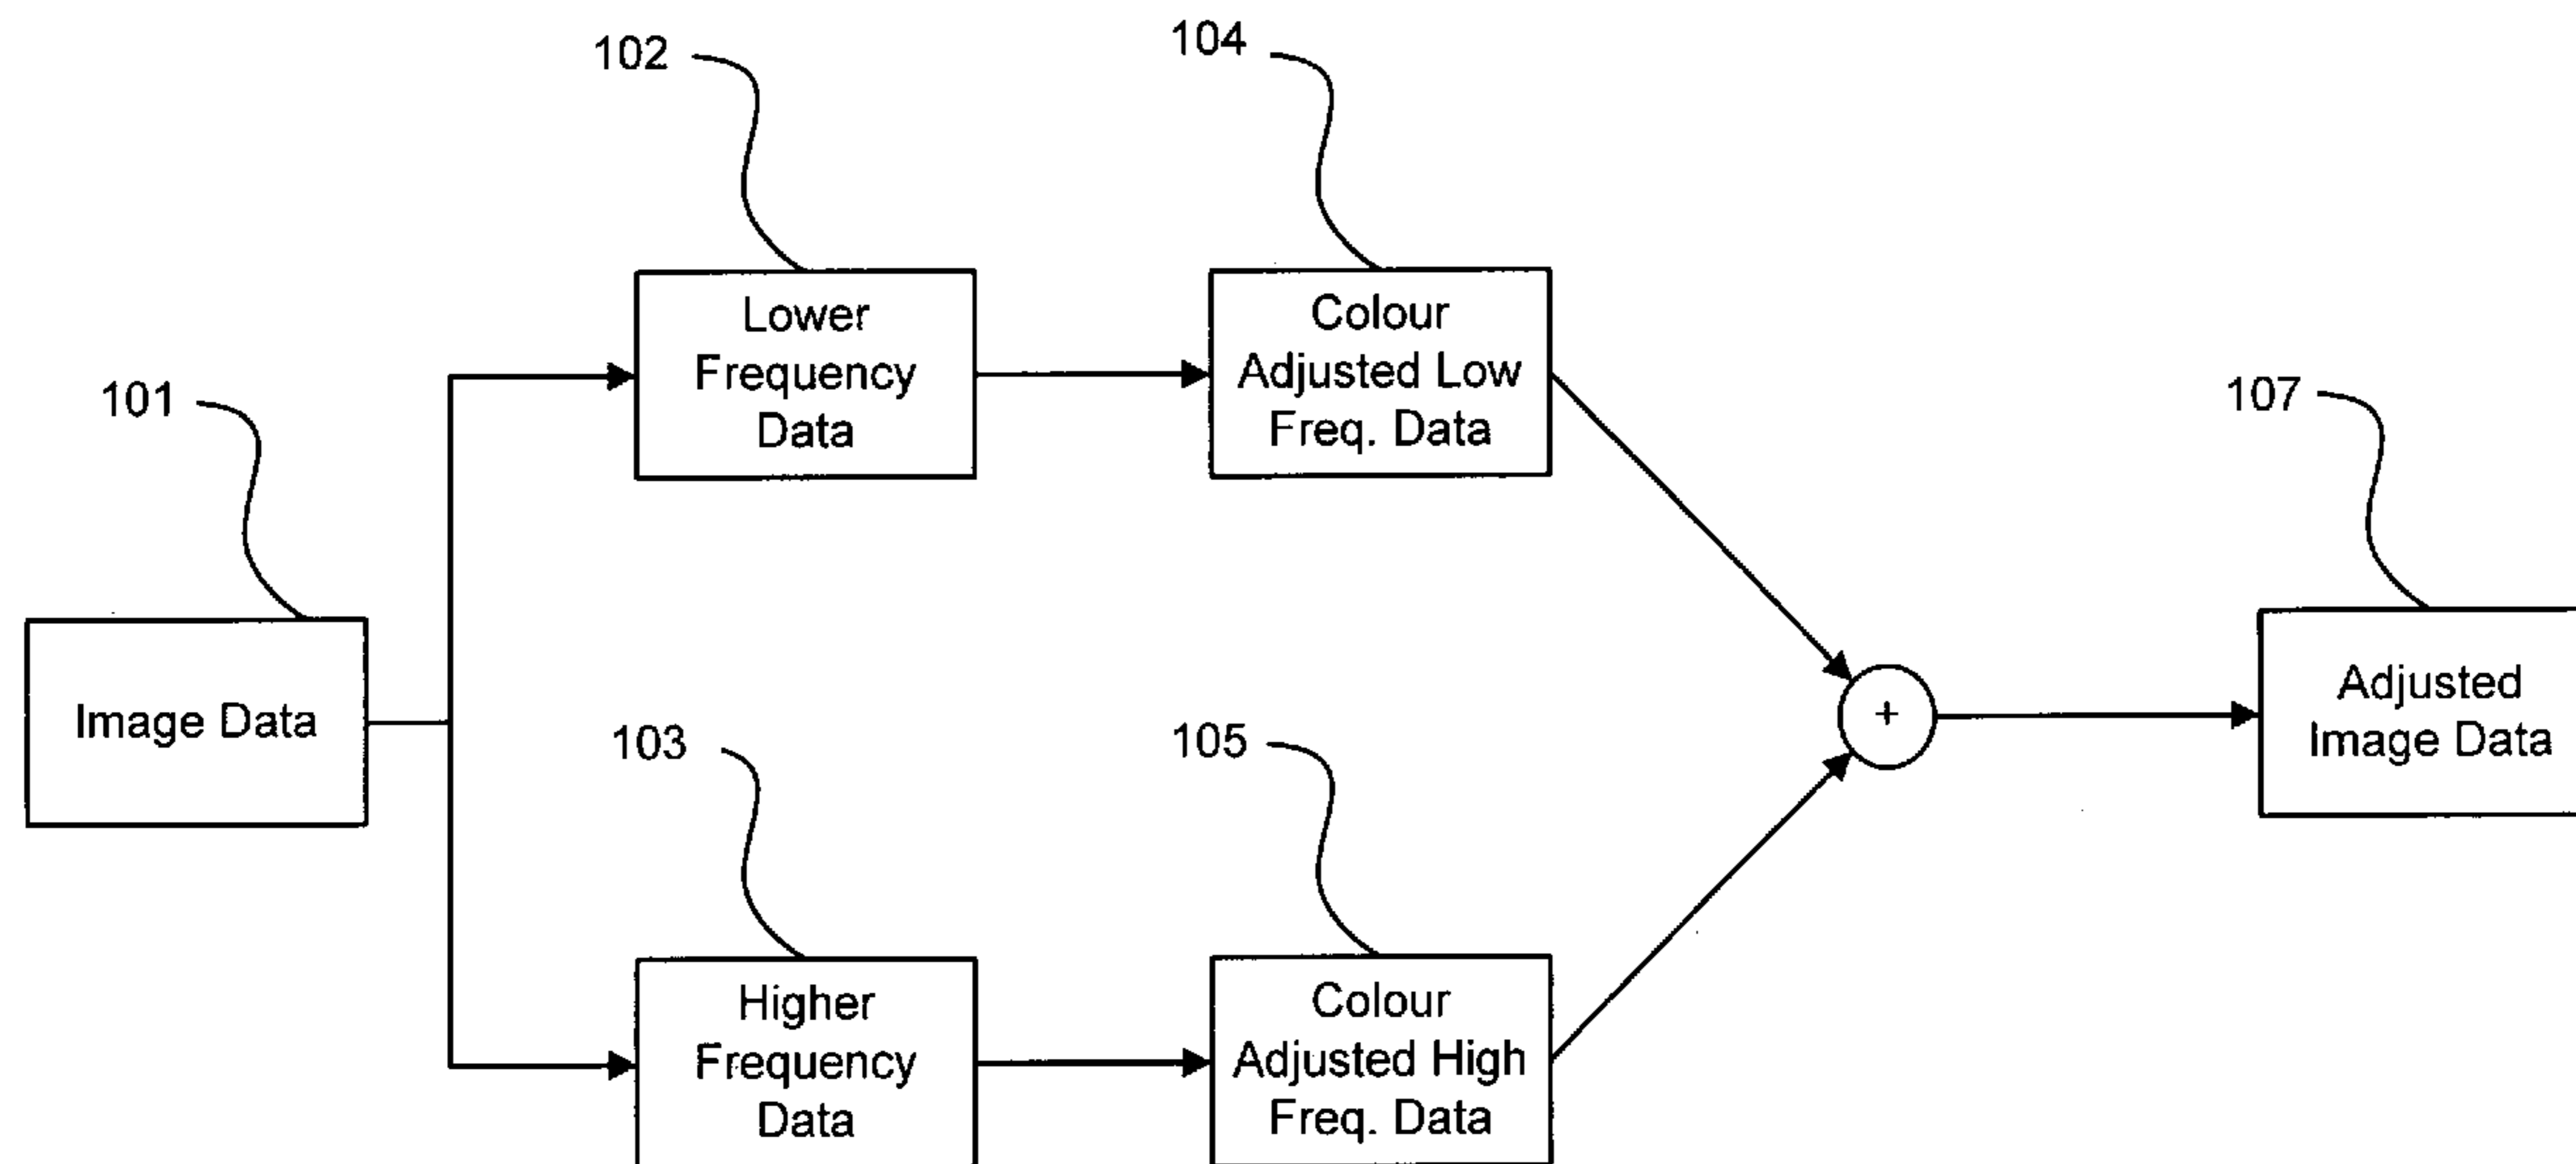 102
104
Lower
Frequency
Data
Colour
Adjusted Low
Freq. Data
101
107
Image Data
+
Adjusted
Image Data
103
105
Higher
Frequency
Data
Colour
Adjusted High
Freq. Data